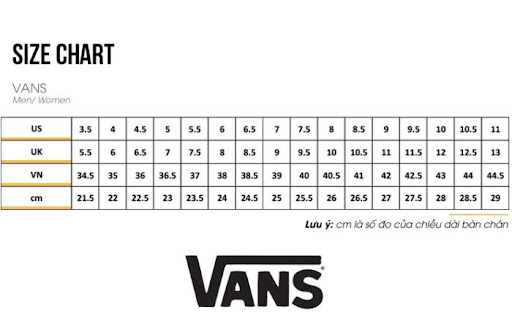 SIZE CHART
VANS
Men/ Women
US 3.5 4 4.5 5 5.5 6 6.5 7 7.5 8 8.5 9 9.5 10 10.5 11
UK 5.5 6 6.5 7 7.5 8 8.5 9 9.5 10 10.5 11 11.5 12 12.5 13
VN 34.5 35 36 36.5 37 38 38.5 39 40 40.5 41 42 42.5 43 44 44.5
cm 21.5 22 22.5 23 23.5 24 24.5 25 25.5 26 26.5 27 27.5 28 28.5 29
Lưu ý: cm là số đo của chiều dài bàn chân
VANS